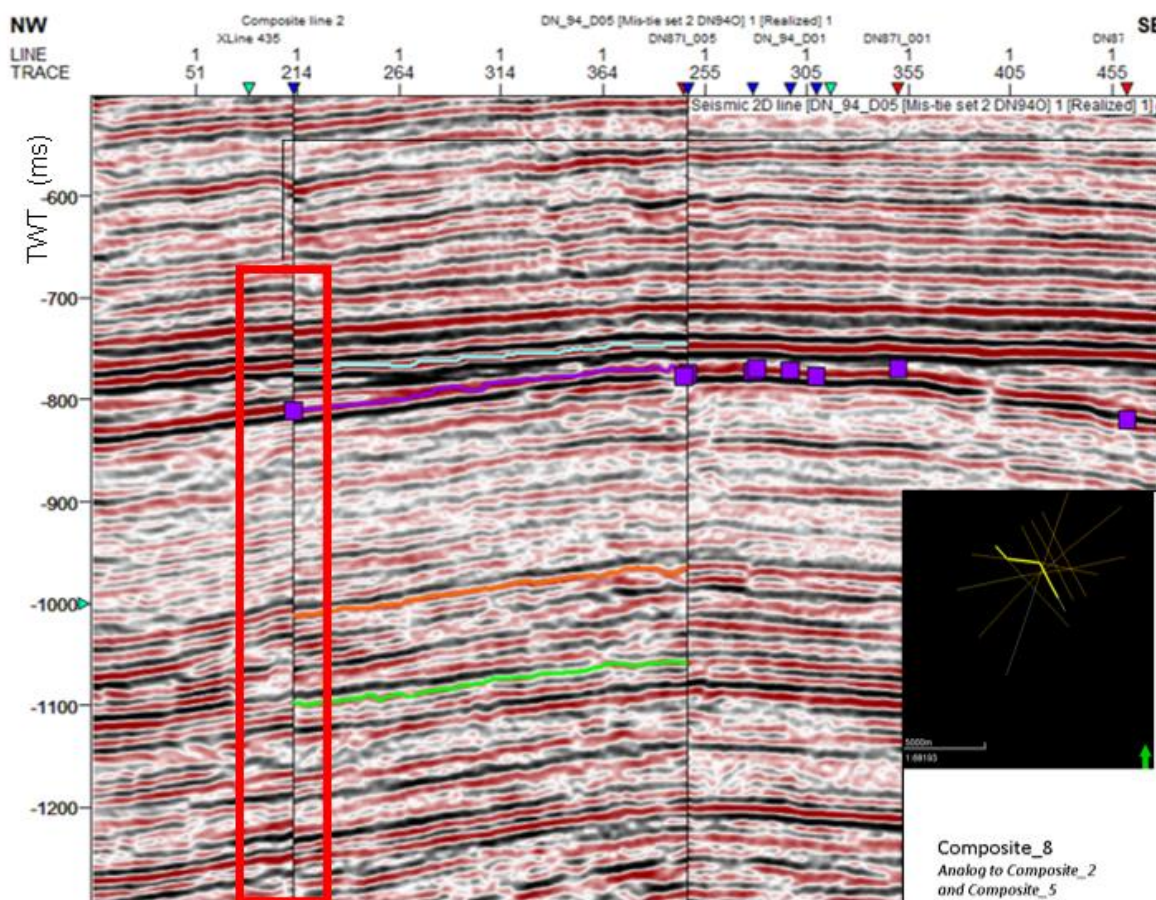 NW
Composite line 2
DN_94_D05 [Mis-tie set 2 DN94O] 1 [Realized] 1
SE
XLine 435
DN87I_005
DN_94_D01
DN87I_001
DN87
LINE 1 1 1 1 1 1 1 1 1 1
TRACE 51 214 264 314 364 255 305 355 405 455
Seismic 2D line [DN_94_D05 [Mis-tie set 2 DN94O] 1 [Realized] 1]
TWT (ms)
-600
-700
-800
-900
-1000
-1100
-1200
5000m
1:68193
Composite_8
Analog to Composite_2
and Composite_5